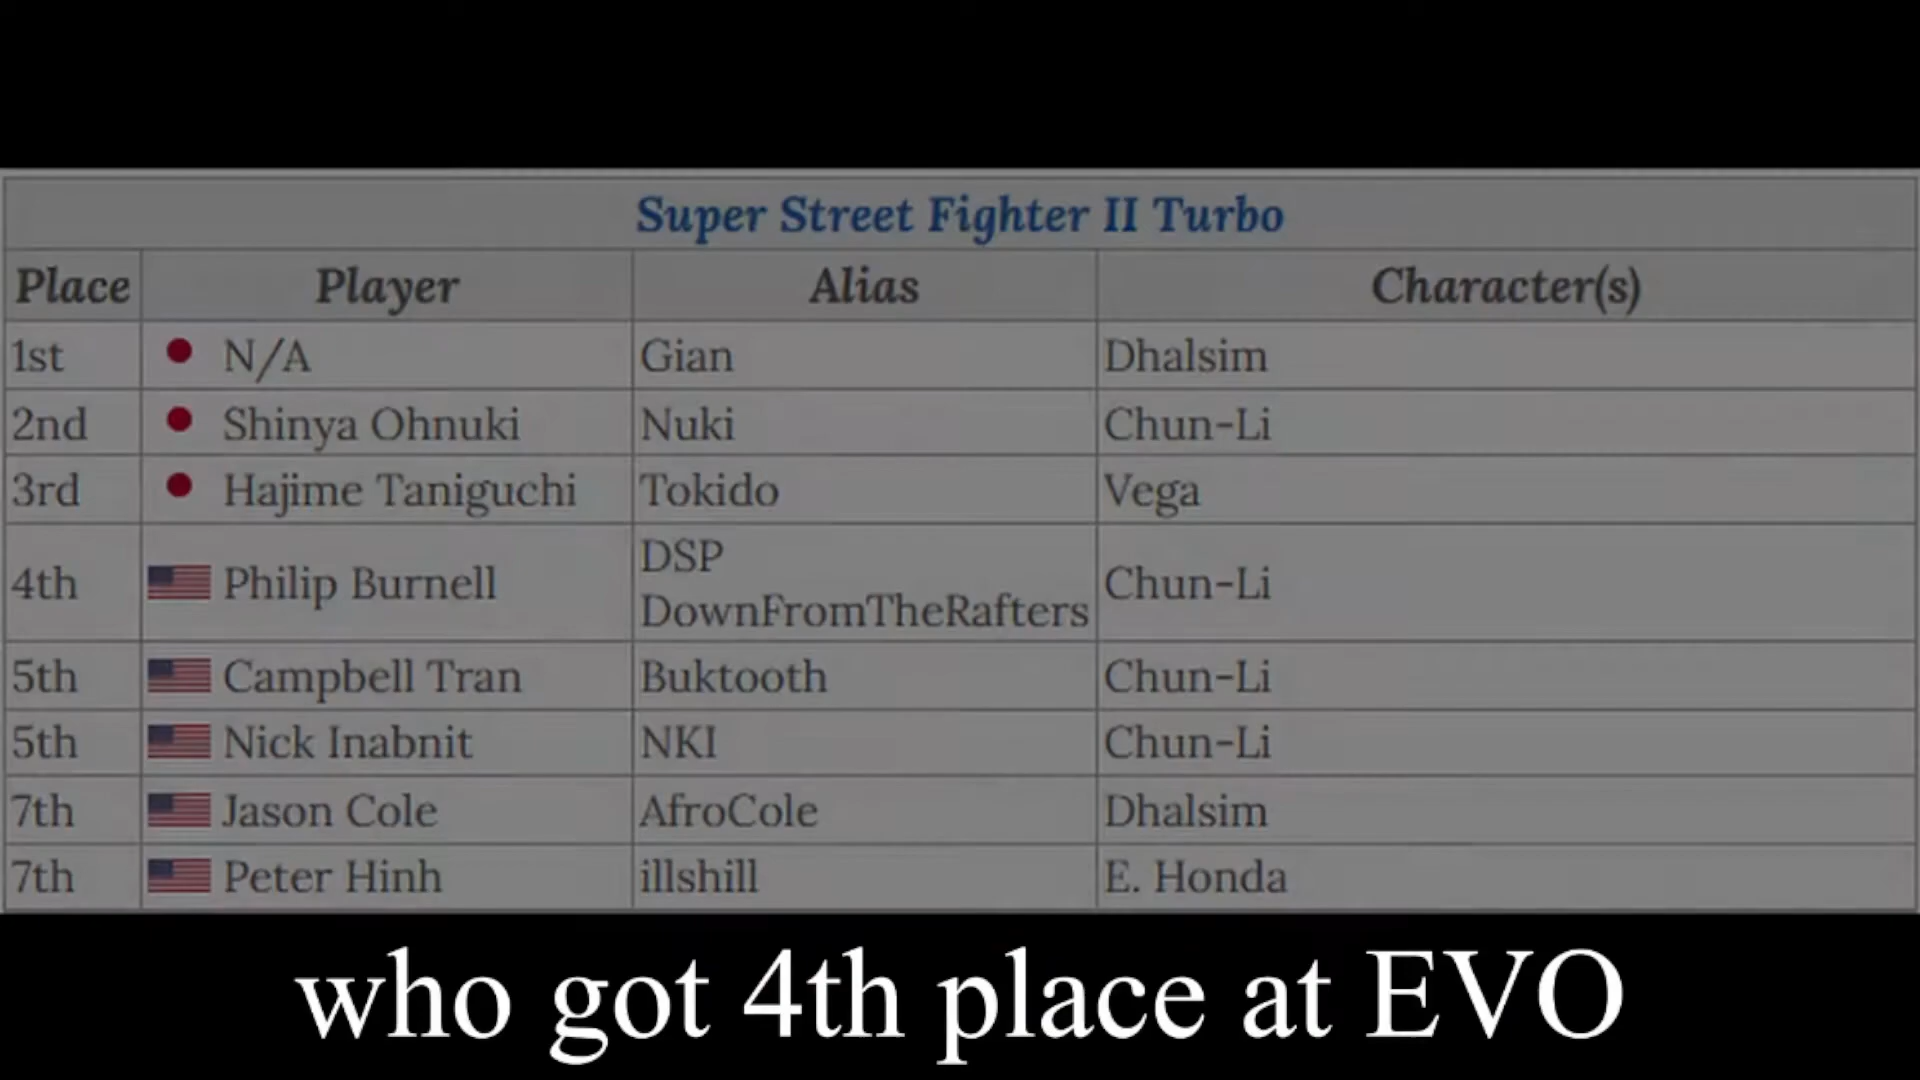 Super Street Fighter II Turbo
Place Player Alias Character(s)
1st N/A Gian Dhalsim
2nd Shinya Ohnuki Nuki Chun-Li
3rd Hajime Taniguchi Tokido Vega
4th Philip Burnell DSP DownFromTheRafters Chun-Li
5th Campbell Tran Buktooth Chun-Li
5th Nick Inabnit NKI Chun-Li
7th Jason Cole AfroCole Dhalsim
7th Peter Hinh illshill E. Honda
who got 4th place at EVO